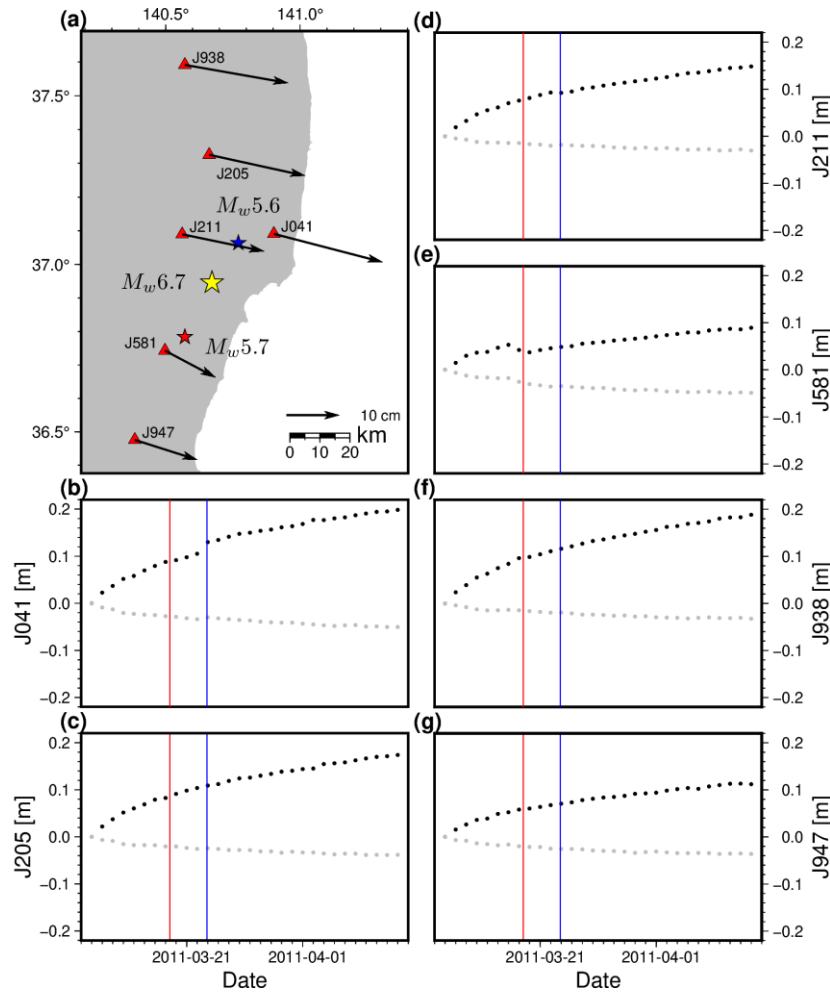 (a)
140.5°
141.0°
37.5°
37.0°
36.5°
J938
J205
M_w5.6
J211
J041
M_w6.7
J581
M_w5.7
J947
10 cm
km
0 10 20
(d)
0.2
0.1
0.0
−0.1
−0.2
J211 [m]
(e)
0.2
0.1
0.0
−0.1
−0.2
J581 [m]
(b)
0.2
0.1
0.0
−0.1
−0.2
J041 [m]
(f)
0.2
0.1
0.0
−0.1
−0.2
J938 [m]
(c)
0.2
0.1
0.0
−0.1
−0.2
J205 [m]
2011-03-21
2011-04-01
Date
(g)
0.2
0.1
0.0
−0.1
−0.2
J947 [m]
2011-03-21
2011-04-01
Date